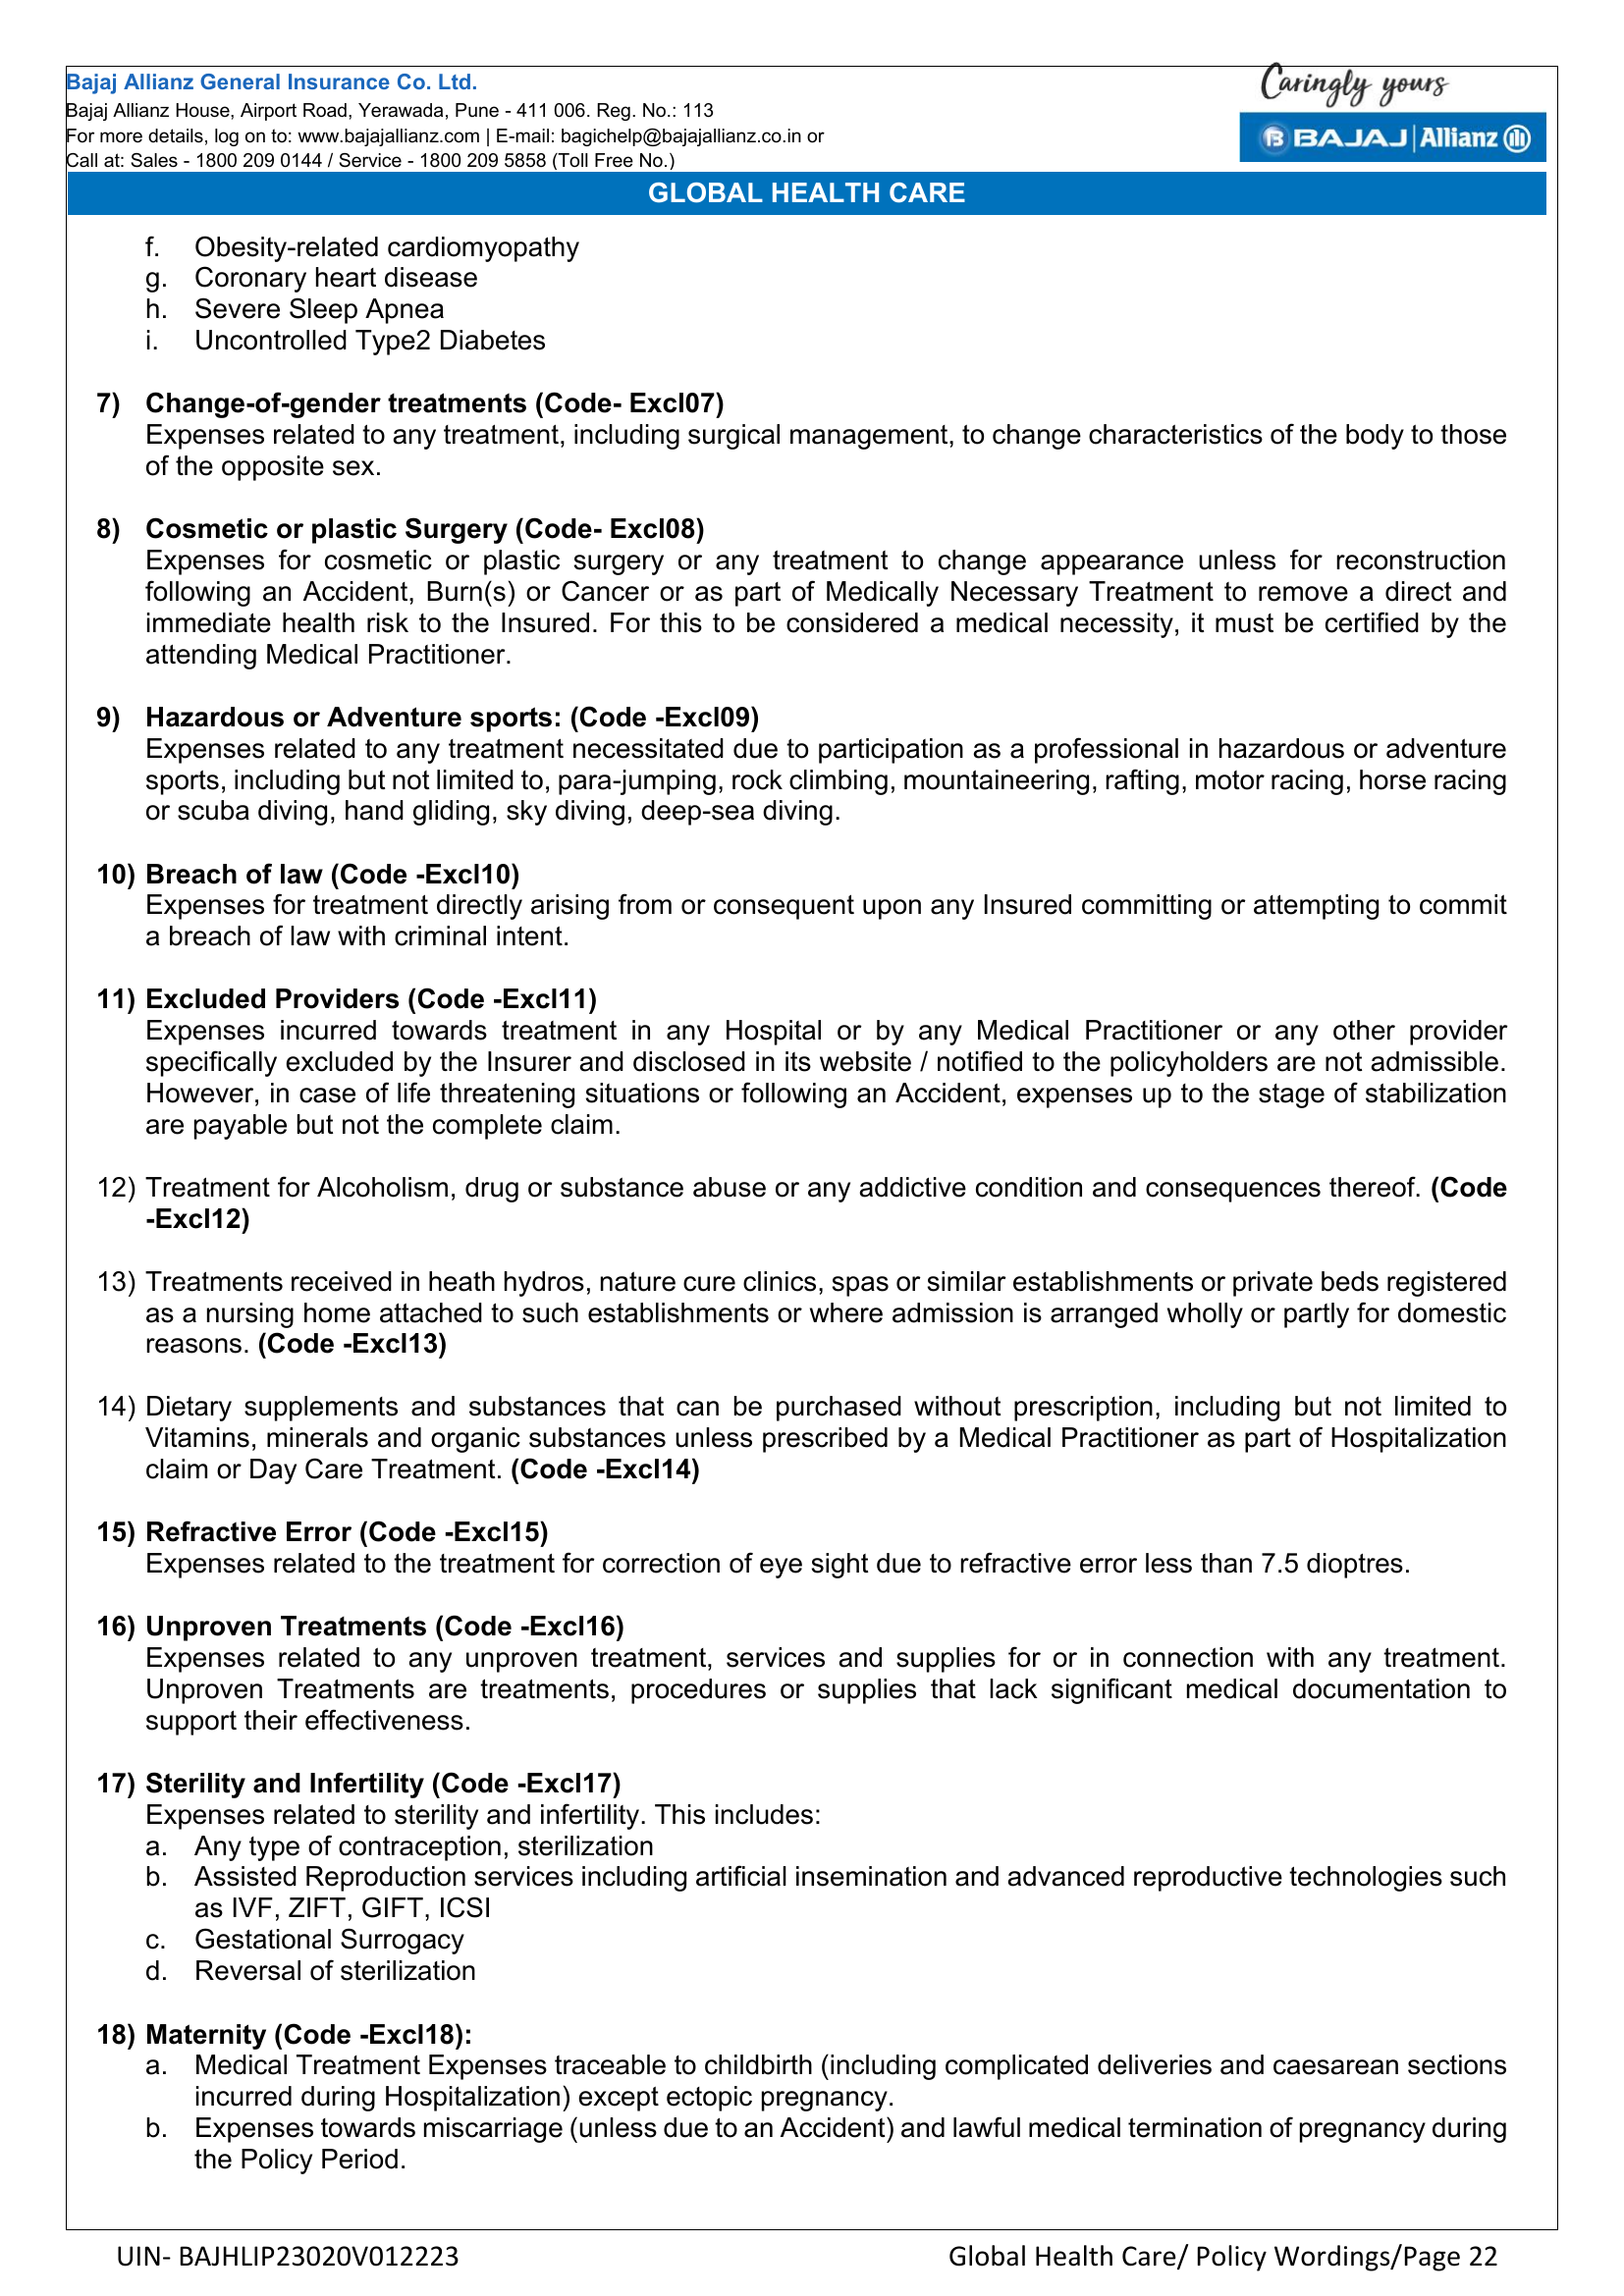 Bajaj Allianz General Insurance Co. Ltd.
Bajaj Allianz House, Airport Road, Yerawada, Pune - 411 006. Reg. No.: 113
For more details, log on to: www.bajajallianz.com | E-mail: bagichelp@bajajallianz.co.in or
Call at: Sales - 1800 209 0144 / Service - 1800 209 5858 (Toll Free No.)
Caringly yours
BAJAJ | Allianz
GLOBAL HEALTH CARE
f. Obesity-related cardiomyopathy
g. Coronary heart disease
h. Severe Sleep Apnea
i. Uncontrolled Type2 Diabetes
7) Change-of-gender treatments (Code- Excl07)
Expenses related to any treatment, including surgical management, to change characteristics of the body to those
of the opposite sex.
8) Cosmetic or plastic Surgery (Code- Excl08)
Expenses for cosmetic or plastic surgery or any treatment to change appearance unless for reconstruction
following an Accident, Burn(s) or Cancer or as part of Medically Necessary Treatment to remove a direct and
immediate health risk to the Insured. For this to be considered a medical necessity, it must be certified by the
attending Medical Practitioner.
9) Hazardous or Adventure sports: (Code -Excl09)
Expenses related to any treatment necessitated due to participation as a professional in hazardous or adventure
sports, including but not limited to, para-jumping, rock climbing, mountaineering, rafting, motor racing, horse racing
or scuba diving, hand gliding, sky diving, deep-sea diving.
10) Breach of law (Code -Excl10)
Expenses for treatment directly arising from or consequent upon any Insured committing or attempting to commit
a breach of law with criminal intent.
11) Excluded Providers (Code -Excl11)
Expenses incurred towards treatment in any Hospital or by any Medical Practitioner or any other provider
specifically excluded by the Insurer and disclosed in its website / notified to the policyholders are not admissible.
However, in case of life threatening situations or following an Accident, expenses up to the stage of stabilization
are payable but not the complete claim.
12) Treatment for Alcoholism, drug or substance abuse or any addictive condition and consequences thereof. (Code
-Excl12)
13) Treatments received in heath hydros, nature cure clinics, spas or similar establishments or private beds registered
as a nursing home attached to such establishments or where admission is arranged wholly or partly for domestic
reasons. (Code -Excl13)
14) Dietary supplements and substances that can be purchased without prescription, including but not limited to
Vitamins, minerals and organic substances unless prescribed by a Medical Practitioner as part of Hospitalization
claim or Day Care Treatment. (Code -Excl14)
15) Refractive Error (Code -Excl15)
Expenses related to the treatment for correction of eye sight due to refractive error less than 7.5 dioptres.
16) Unproven Treatments (Code -Excl16)
Expenses related to any unproven treatment, services and supplies for or in connection with any treatment.
Unproven Treatments are treatments, procedures or supplies that lack significant medical documentation to
support their effectiveness.
17) Sterility and Infertility (Code -Excl17)
Expenses related to sterility and infertility. This includes:
a. Any type of contraception, sterilization
b. Assisted Reproduction services including artificial insemination and advanced reproductive technologies such
as IVF, ZIFT, GIFT, ICSI
c. Gestational Surrogacy
d. Reversal of sterilization
18) Maternity (Code -Excl18):
a. Medical Treatment Expenses traceable to childbirth (including complicated deliveries and caesarean sections
incurred during Hospitalization) except ectopic pregnancy.
b. Expenses towards miscarriage (unless due to an Accident) and lawful medical termination of pregnancy during
the Policy Period.
UIN- BAJHLIP23020V012223
Global Health Care/ Policy Wordings/Page 22